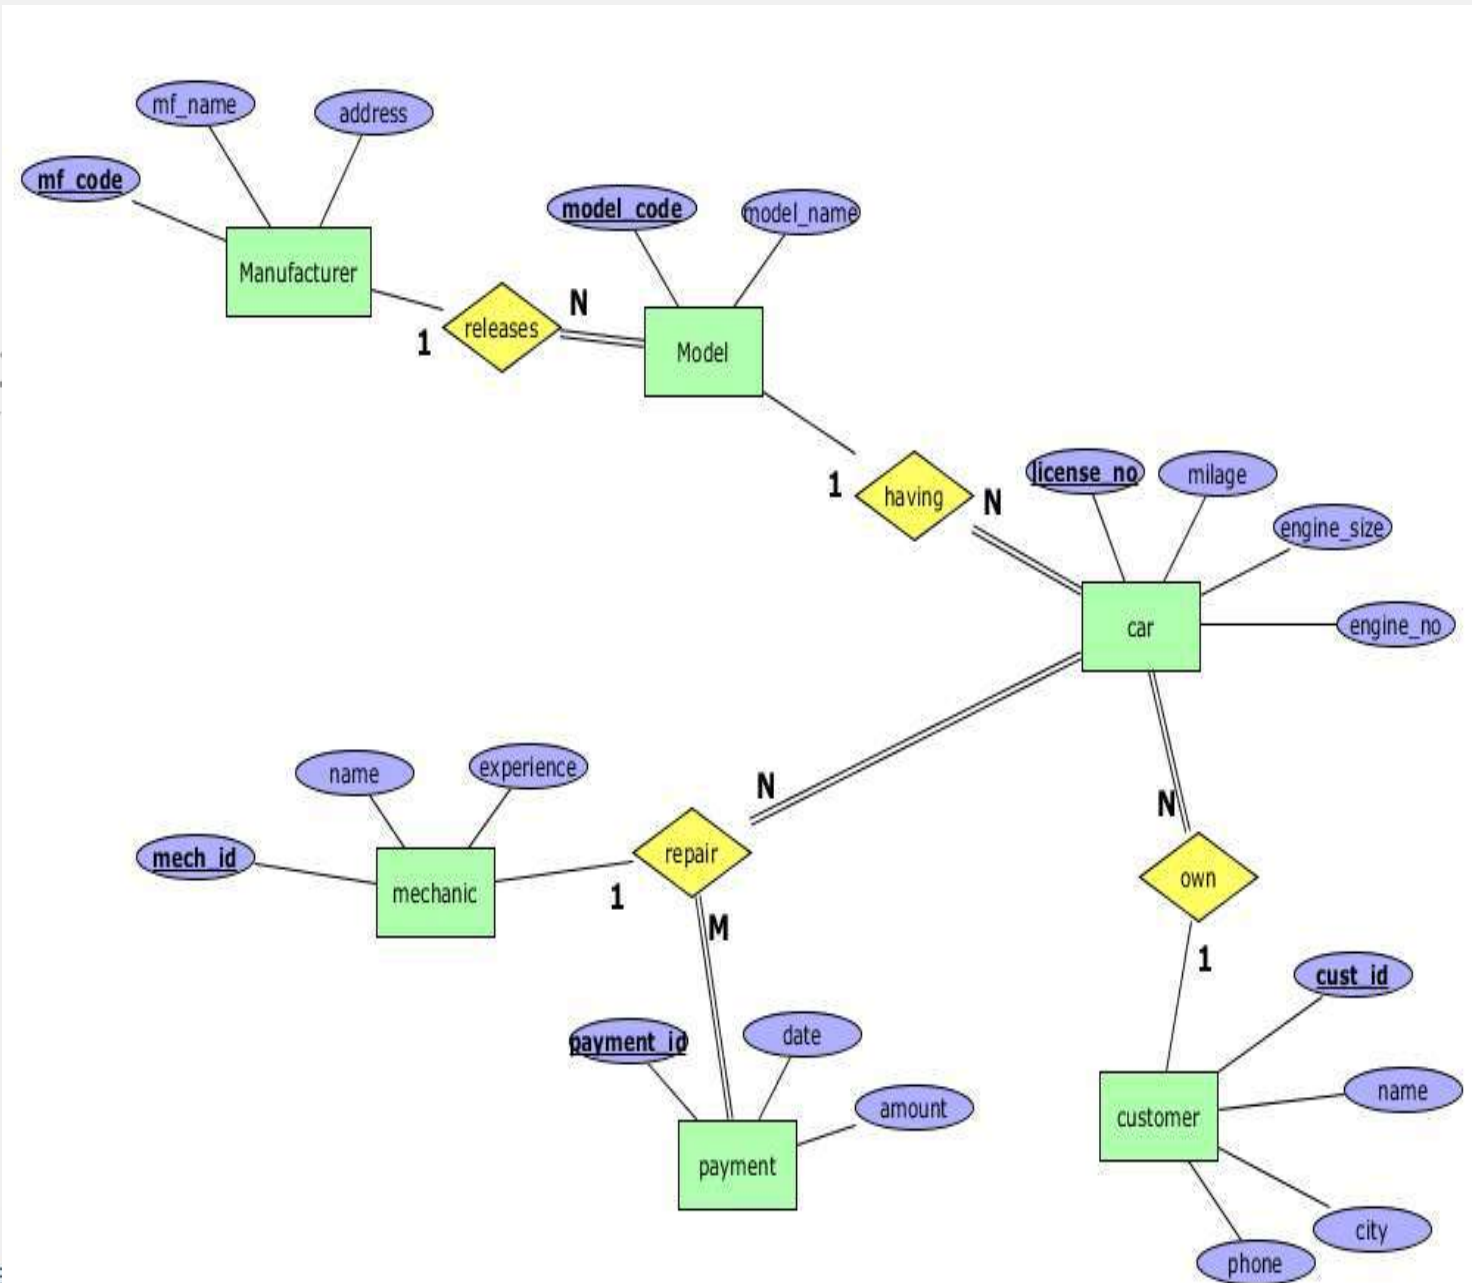 mf_name
address
mf_code
Manufacturer
model_code
model_name
1
releases
N
Model
1
having
N
license_no
milage
engine_size
engine_no
car
name
experience
mech_id
mechanic
1
repair
N
M
N
own
1
payment_id
date
amount
payment
cust_id
name
customer
city
phone